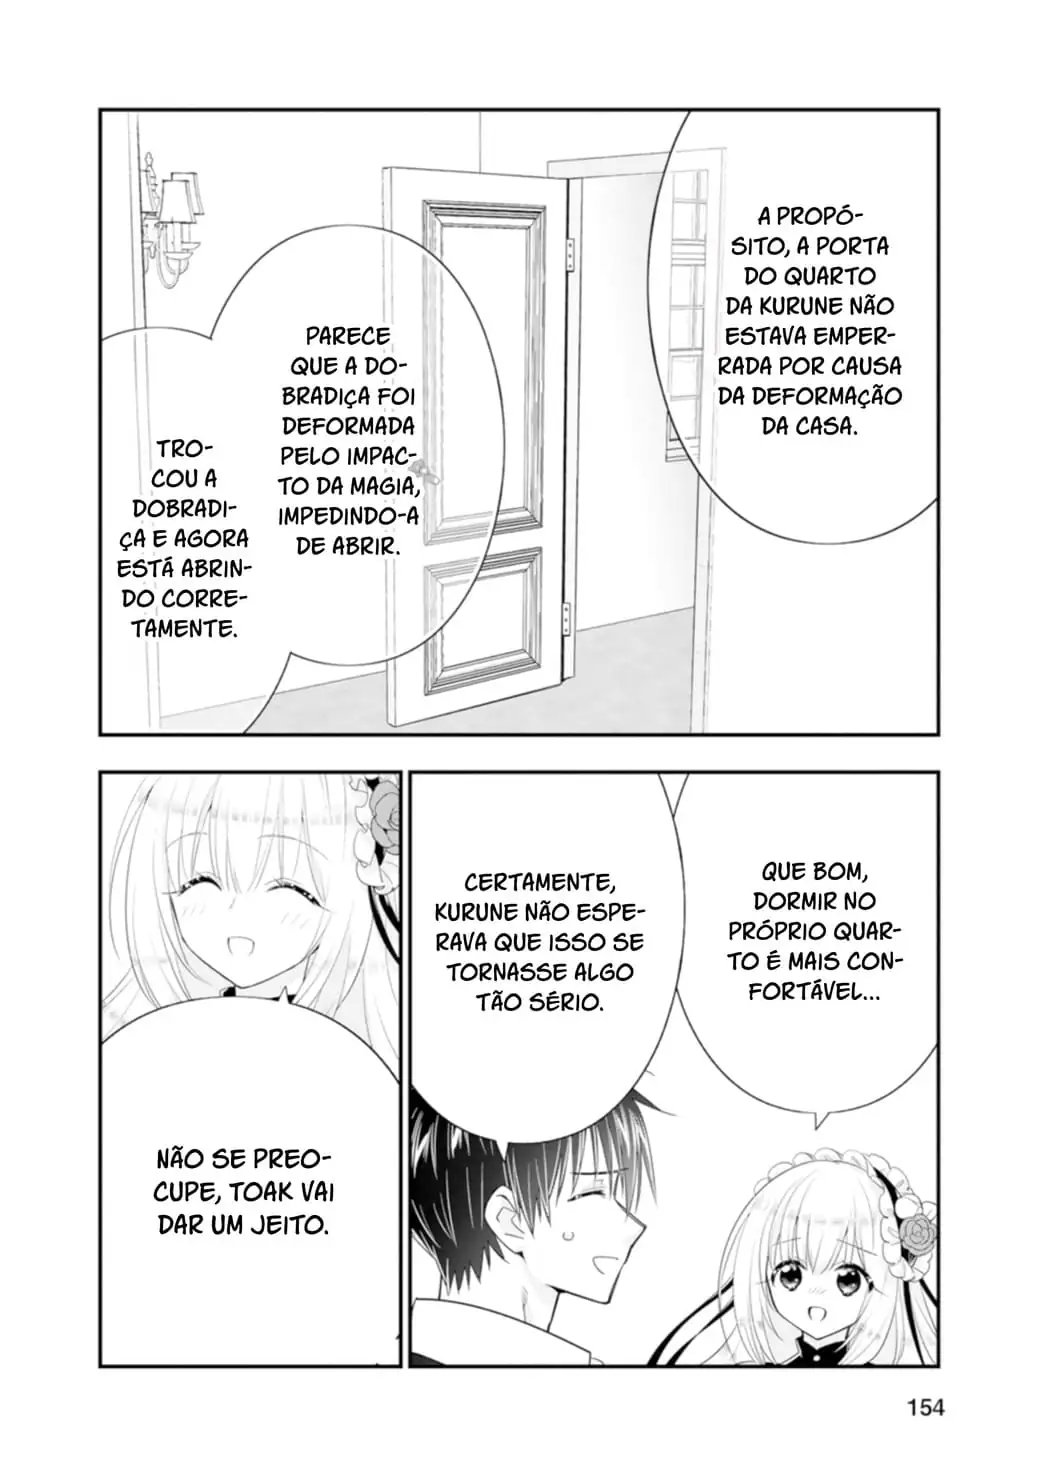 A PROPÓ-
SITO, A PORTA
DO QUARTO
DA KURUNE NÃO
ESTAVA EMPER-
RADA POR CAUSA
DA DEFORMAÇÃO
DA CASA.
PARECE
QUE A DO-
BRADIÇA FOI
DEFORMADA
PELO IMPAC-
TO DA MAGIA,
IMPEDINDO-A
DE ABRIR.
TRO-
COU A
DOBRADI-
ÇA E AGORA
ESTÁ ABRIN-
DO CORRE-
TAMENTE.
QUE BOM,
DORMIR NO
PRÓPRIO QUAR-
TO É MAIS CON-
FORTÁVEL...
CERTAMENTE,
KURUNE NÃO ESPE-
RAVA QUE ISSO SE
TORNASSE ALGO
TÃO SÉRIO.
NÃO SE PREO-
CUPE, TOAK VAI
DAR UM JEITO.
154